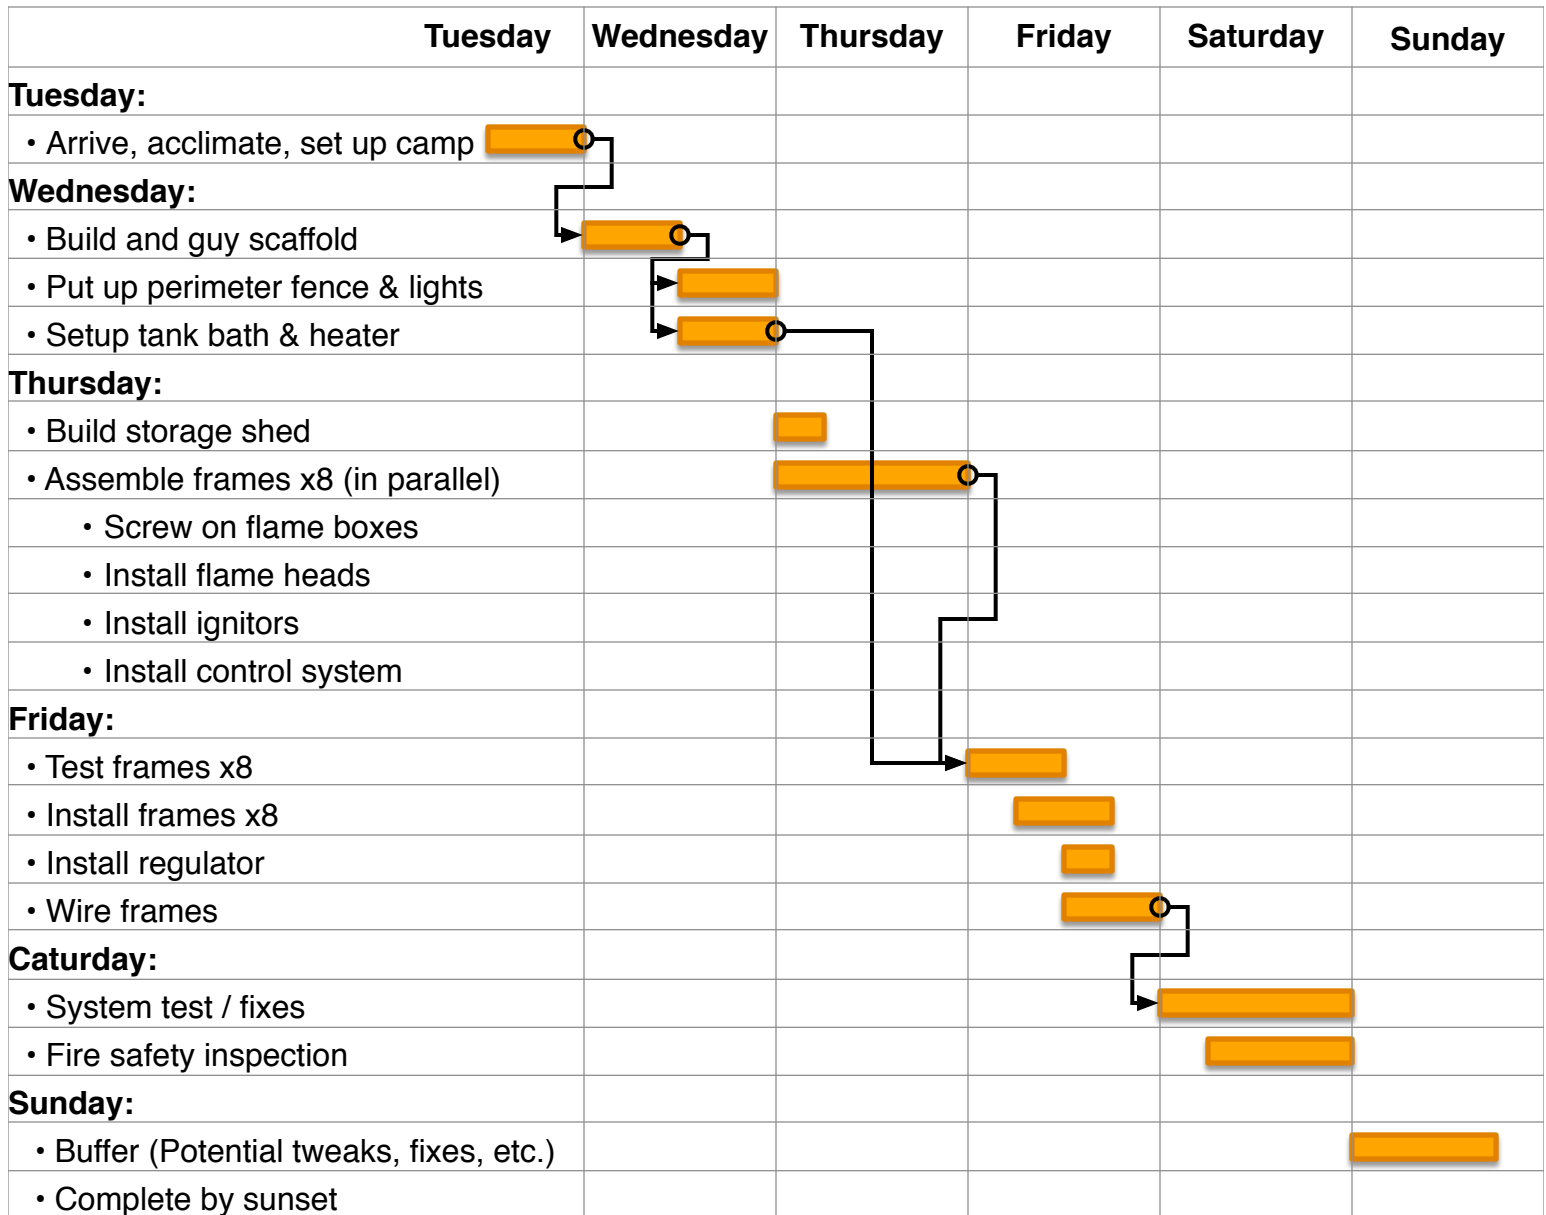 Tuesday Wednesday Thursday Friday Saturday Sunday
Tuesday:
• Arrive, acclimate, set up camp
Wednesday:
• Build and guy scaffold
• Put up perimeter fence & lights
• Setup tank bath & heater
Thursday:
• Build storage shed
• Assemble frames x8 (in parallel)
• Screw on flame boxes
• Install flame heads
• Install ignitors
• Install control system
Friday:
• Test frames x8
• Install frames x8
• Install regulator
• Wire frames
Caturday:
• System test / fixes
• Fire safety inspection
Sunday:
• Buffer (Potential tweaks, fixes, etc.)
• Complete by sunset